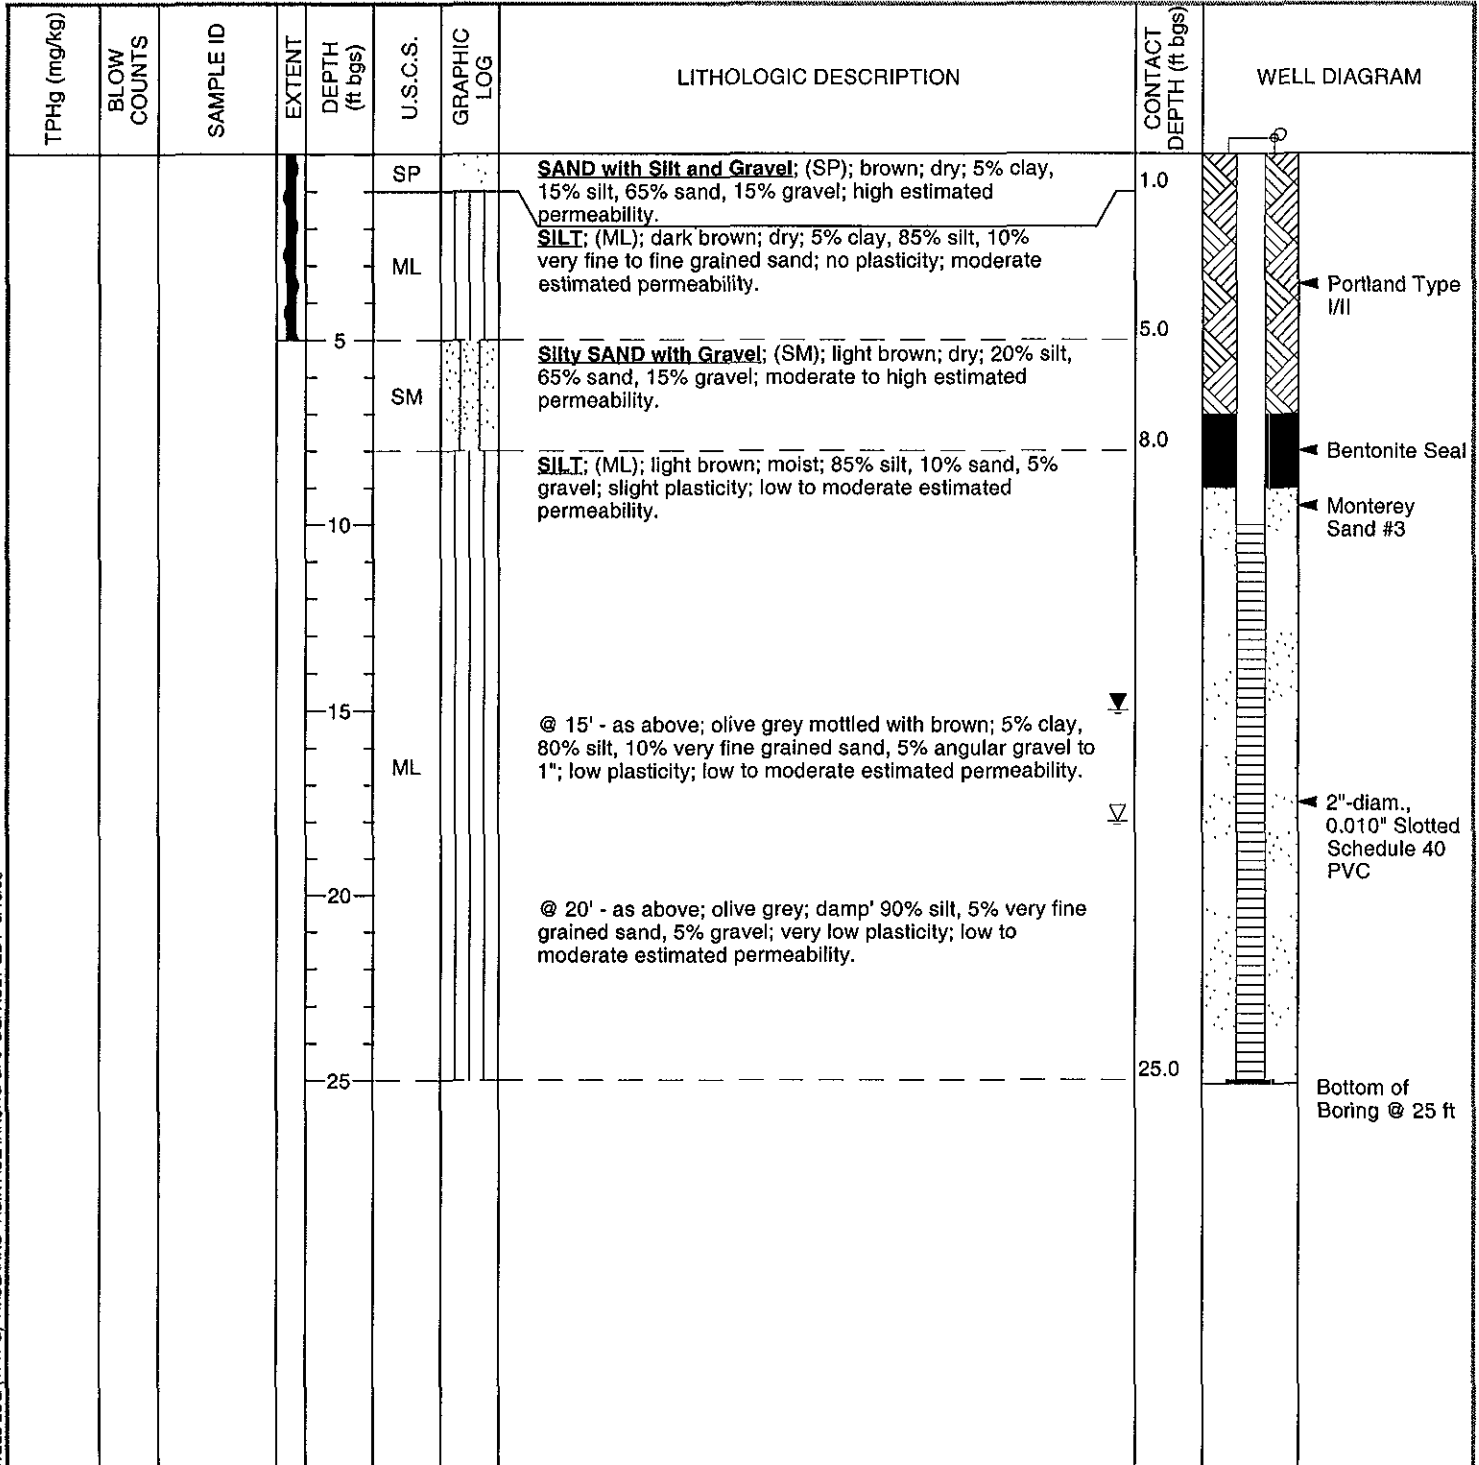 TPHg (mg/kg)
BLOW
COUNTS
SAMPLE ID
EXTENT
DEPTH
(ft bgs)
U.S.C.S.
GRAPHIC
LOG
LITHOLOGIC DESCRIPTION
CONTACT
DEPTH (ft bgs)
WELL DIAGRAM
SP
SAND with Silt and Gravel; (SP); brown; dry; 5% clay,
15% silt, 65% sand, 15% gravel; high estimated
permeability.
1.0
ML
SILT; (ML); dark brown; dry; 5% clay, 85% silt, 10%
very fine to fine grained sand; no plasticity; moderate
estimated permeability.
Portland Type
I/II
5
5.0
SM
Silty SAND with Gravel; (SM); light brown; dry; 20% silt,
65% sand, 15% gravel; moderate to high estimated
permeability.
8.0
Bentonite Seal
SILT; (ML); light brown; moist; 85% silt, 10% sand, 5%
gravel; slight plasticity; low to moderate estimated
permeability.
Monterey
Sand #3
10
15
@ 15' - as above; olive grey mottled with brown; 5% clay,
80% silt, 10% very fine grained sand, 5% angular gravel to
1"; low plasticity; low to moderate estimated permeability.
ML
2"-diam.,
0.010" Slotted
Schedule 40
PVC
20
@ 20' - as above; olive grey; damp' 90% silt, 5% very fine
grained sand, 5% gravel; very low plasticity; low to
moderate estimated permeability.
25
25.0
Bottom of
Boring @ 25 ft